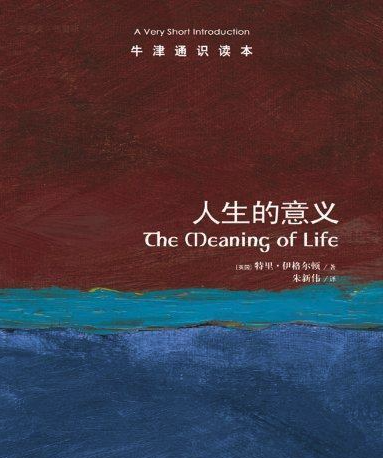 A Very Short Introduction
牛津通识读本
人生的意义
The Meaning of Life
[英国] 特里·伊格尔顿 / 著
朱新伟 / 译